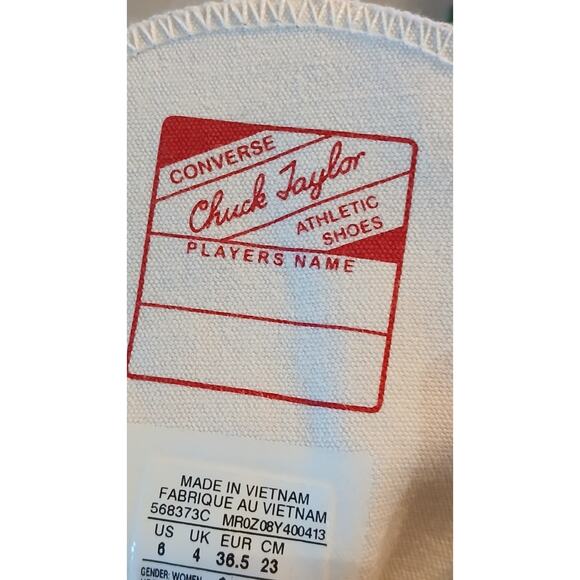 CONVERSE
Chuck Taylor
ATHLETIC
SHOES
PLAYERS NAME
MADE IN VIETNAM
FABRIQUE AU VIETNAM
568373C MR0Z08Y400413
US UK EUR CM
6 4 36.5 23
GENDER: WOMEN